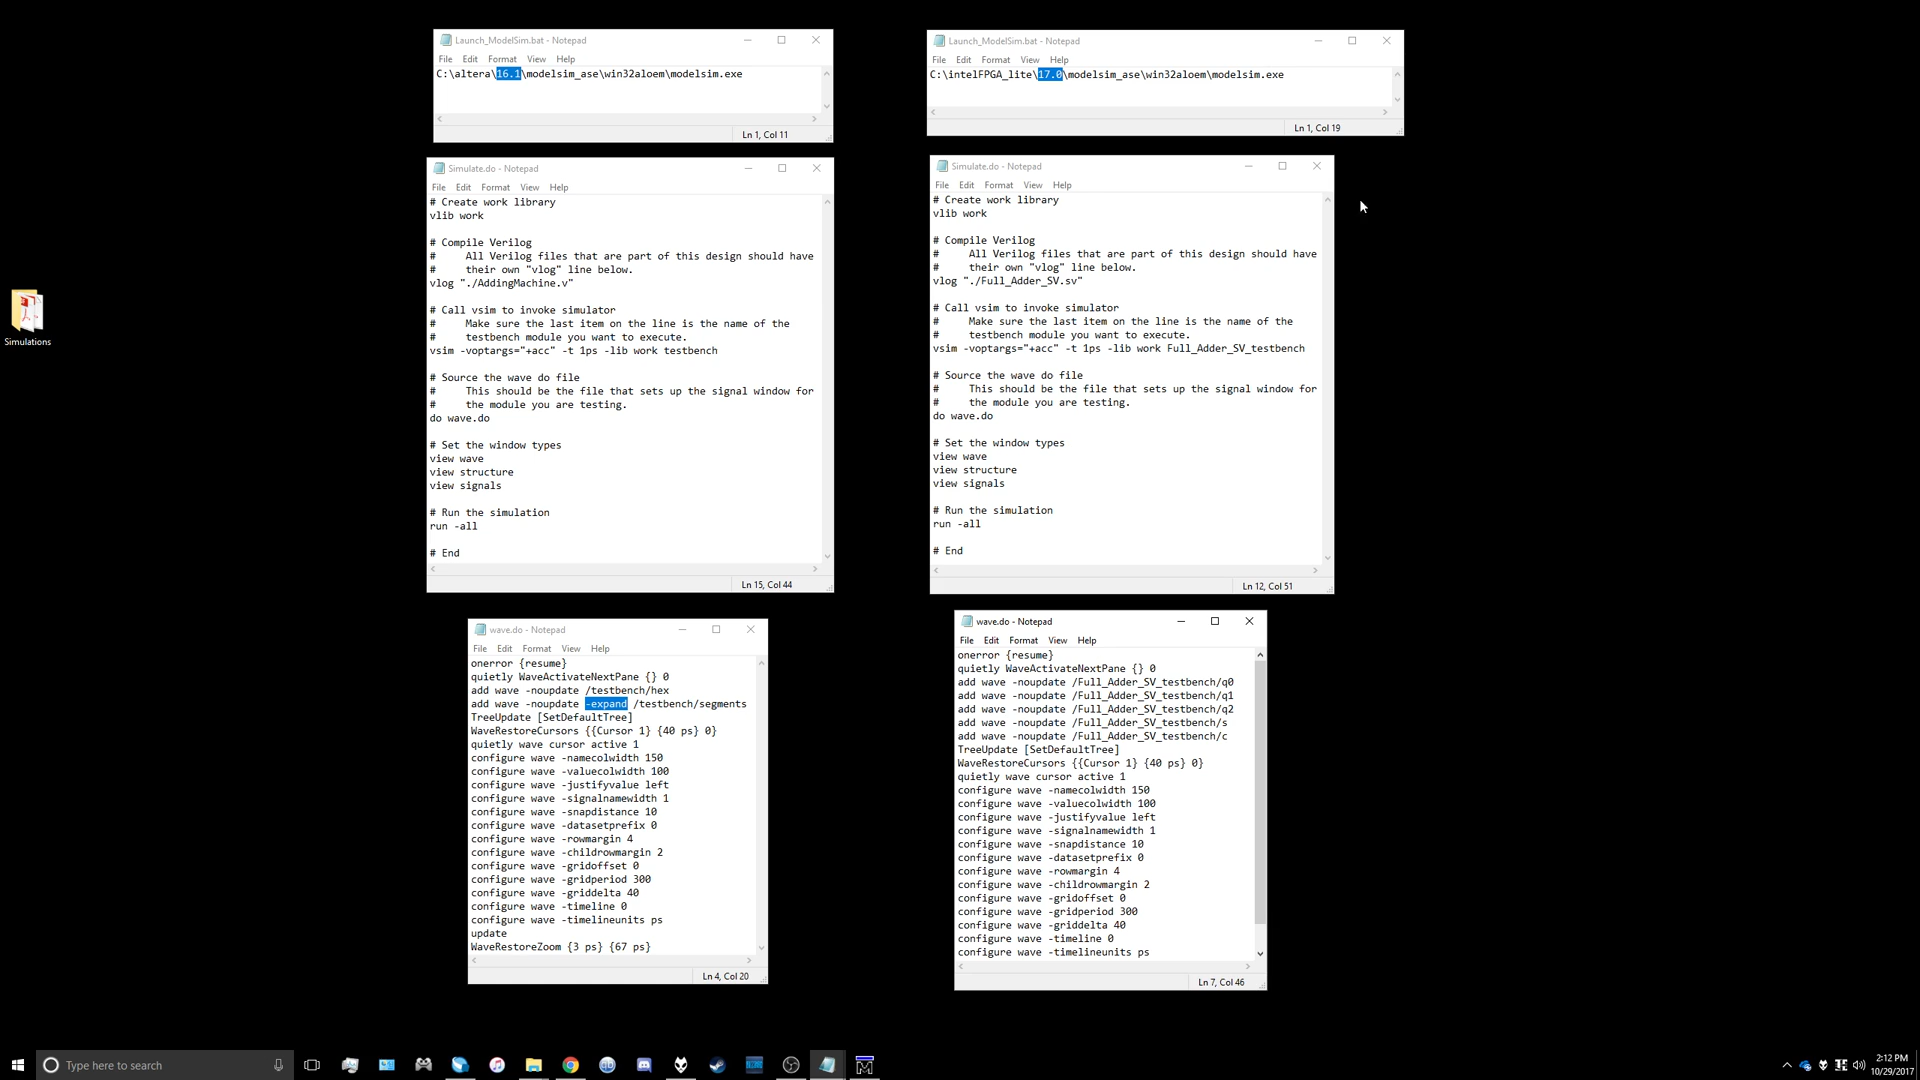 Launch_ModelSim.bat - Notepad
File Edit Format View Help
C:\altera\16.1\modelsim_ase\win32aloem\modelsim.exe
Ln 1, Col 11
Launch_ModelSim.bat - Notepad
File Edit Format View Help
C:\intelFPGA_lite\17.0\modelsim_ase\win32aloem\modelsim.exe
Ln 1, Col 19
Simulate.do - Notepad
File Edit Format View Help
# Create work library
vlib work
# Compile Verilog
#     All Verilog files that are part of this design should have
#     their own "vlog" line below.
vlog "./AddingMachine.v"
# Call vsim to invoke simulator
#     Make sure the last item on the line is the name of the
#     testbench module you want to execute.
vsim -voptargs="+acc" -t 1ps -lib work testbench
# Source the wave do file
#     This should be the file that sets up the signal window for
#     the module you are testing.
do wave.do
# Set the window types
view wave
view structure
view signals
# Run the simulation
run -all
# End
Ln 15, Col 44
Simulate.do - Notepad
File Edit Format View Help
# Create work library
vlib work
# Compile Verilog
#     All Verilog files that are part of this design should have
#     their own "vlog" line below.
vlog "./Full_Adder_SV.sv"
# Call vsim to invoke simulator
#     Make sure the last item on the line is the name of the
#     testbench module you want to execute.
vsim -voptargs="+acc" -t 1ps -lib work Full_Adder_SV_testbench
# Source the wave do file
#     This should be the file that sets up the signal window for
#     the module you are testing.
do wave.do
# Set the window types
view wave
view structure
view signals
# Run the simulation
run -all
# End
Ln 12, Col 51
Simulations
wave.do - Notepad
File Edit Format View Help
onerror {resume}
quietly WaveActivateNextPane {} 0
add wave -noupdate /testbench/hex
add wave -noupdate -expand /testbench/segments
TreeUpdate [SetDefaultTree]
WaveRestoreCursors {{Cursor 1} {40 ps} 0}
quietly wave cursor active 1
configure wave -namecolwidth 150
configure wave -valuecolwidth 100
configure wave -justifyvalue left
configure wave -signalnamewidth 1
configure wave -snapdistance 10
configure wave -datasetprefix 0
configure wave -rowmargin 4
configure wave -childrowmargin 2
configure wave -gridoffset 0
configure wave -gridperiod 300
configure wave -griddelta 40
configure wave -timeline 0
configure wave -timelineunits ps
update
WaveRestoreZoom {3 ps} {67 ps}
Ln 4, Col 20
wave.do - Notepad
File Edit Format View Help
onerror {resume}
quietly WaveActivateNextPane {} 0
add wave -noupdate /Full_Adder_SV_testbench/q0
add wave -noupdate /Full_Adder_SV_testbench/q1
add wave -noupdate /Full_Adder_SV_testbench/q2
add wave -noupdate /Full_Adder_SV_testbench/s
add wave -noupdate /Full_Adder_SV_testbench/c
TreeUpdate [SetDefaultTree]
WaveRestoreCursors {{Cursor 1} {40 ps} 0}
quietly wave cursor active 1
configure wave -namecolwidth 150
configure wave -valuecolwidth 100
configure wave -justifyvalue left
configure wave -signalnamewidth 1
configure wave -snapdistance 10
configure wave -datasetprefix 0
configure wave -rowmargin 4
configure wave -childrowmargin 2
configure wave -gridoffset 0
configure wave -gridperiod 300
configure wave -griddelta 40
configure wave -timeline 0
configure wave -timelineunits ps
Ln 7, Col 46
Type here to search
2:12 PM
10/29/2017